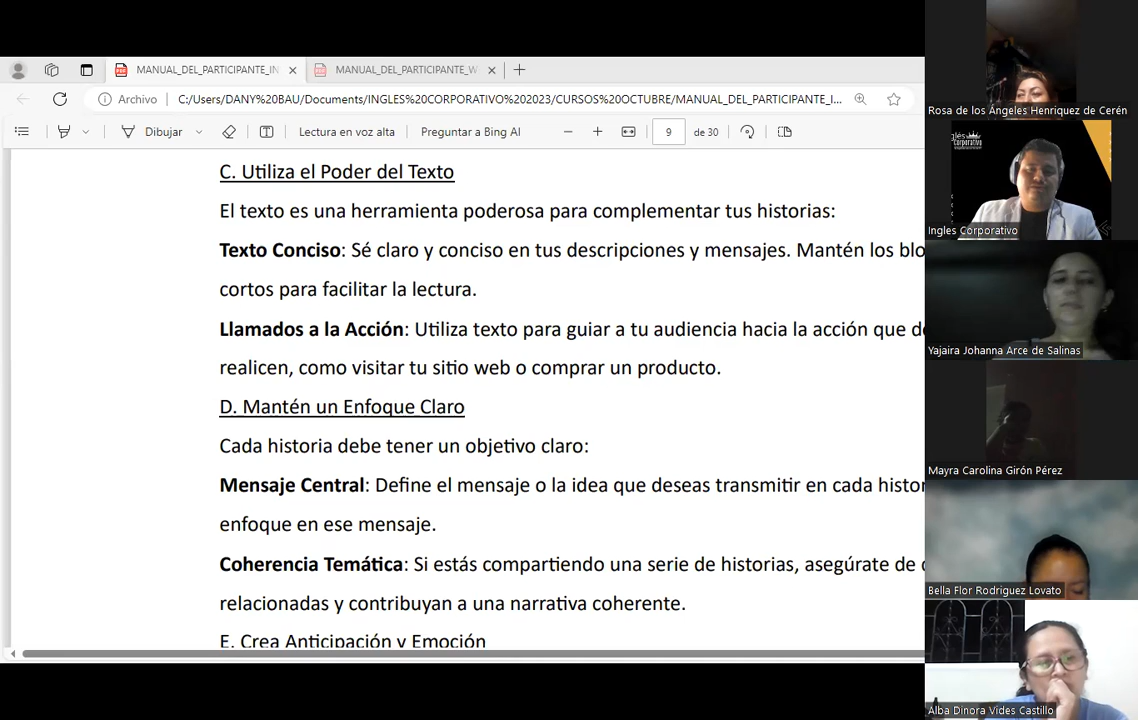 MANUAL_DEL_PARTICIPANTE_IN
MANUAL_DEL_PARTICIPANTE_W
Archivo
C:/Users/DANY%20BAU/Documents/INGLES%20CORPORATIVO%202023/CURSOS%20OCTUBRE/MANUAL_DEL_PARTICIPANTE_I...
Dibujar
Lectura en voz alta
Preguntar a Bing AI
9
de 30
C. Utiliza el Poder del Texto
El texto es una herramienta poderosa para complementar tus historias:
Texto Conciso: Sé claro y conciso en tus descripciones y mensajes. Mantén los blo
cortos para facilitar la lectura.
Llamados a la Acción: Utiliza texto para guiar a tu audiencia hacia la acción que de
realicen, como visitar tu sitio web o comprar un producto.
D. Mantén un Enfoque Claro
Cada historia debe tener un objetivo claro:
Mensaje Central: Define el mensaje o la idea que deseas transmitir en cada histor
enfoque en ese mensaje.
Coherencia Temática: Si estás compartiendo una serie de historias, asegúrate de
relacionadas y contribuyan a una narrativa coherente.
E. Crea Anticipación y Emoción
Rosa de los Ángeles Henriquez de Cerén
Inglés
Corporativo
Ingles Corporativo
Yajaira Johanna Arce de Salinas
Mayra Carolina Girón Pérez
Bella Flor Rodriguez Lovato
Alba Dinora Vides Castillo